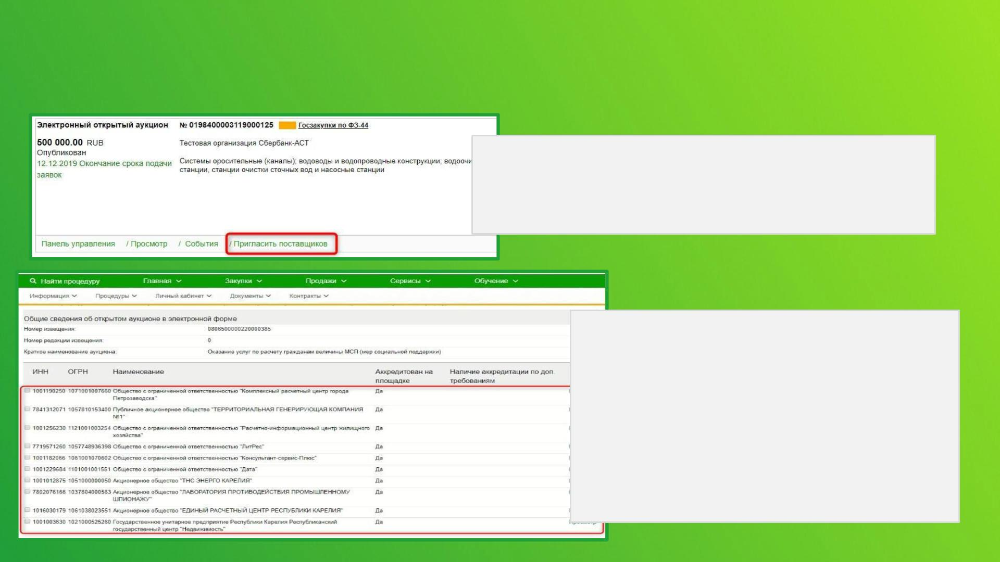 Электронный открытый аукцион № 0198400003119000125 Госзакупки по ФЗ-44
500 000.00 RUB Тестовая организация Сбербанк-АСТ
Опубликован
12.12.2019 Окончание срока подачи заявок
Системы оросительные (каналы); водоводы и водопроводные конструкции; водоочи
станции, станции очистки сточных вод и насосные станции
Панель управления / Просмотр / События / Пригласить поставщиков
Найти процедуру Главная Закупки Продажи Сервисы Обучение
Информация Процедуры Личный кабинет Документы Контракты
Общие сведения об открытом аукционе в электронной форме
Номер извещения: 0806500000220000385
Номер редакции извещения: 0
Краткое наименование аукциона: Оказание услуг по расчету гражданам величины МСП (мер социальной поддержки)
ИНН ОГРН Наименование Аккредитован на площадке Наличие аккредитации по доп. требованиям
1001190250 1071001007660 Общество с ограниченной ответственностью "Комплексный расчетный центр города Да
Петрозаводска"
7841312071 1057810153400 Публичное акционерное общество "ТЕРРИТОРИАЛЬНАЯ ГЕНЕРИРУЮЩАЯ КОМПАНИЯ Да
№1"
1001256230 1121001003254 Общество с ограниченной ответственностью "Расчетно-информационный центр жилищного Да
хозяйства"
7719571260 1057748936398 Общество с ограниченной ответственностью "ЛитРес" Да
1001182066 1061001070602 Общество с ограниченной ответственностью "Консультант-сервис-Плюс" Да
1001229684 1101001001551 Общество с ограниченной ответственностью "Дата" Да
1001012875 1051000000050 Акционерное общество "ТНС ЭНЕРГО КАРЕЛИЯ" Да
7802076166 1037804000563 Акционерное общество "ЛАБОРАТОРИЯ ПРОТИВОДЕЙСТВИЯ ПРОМЫШЛЕННОМУ Да
ШПИОНАЖУ"
1016030179 1061038023551 Акционерное общество "ЕДИНЫЙ РАСЧЕТНЫЙ ЦЕНТР РЕСПУБЛИКИ КАРЕЛИЯ" Да
1001003630 1021000525260 Государственное унитарное предприятие Республики Карелия Республиканский Да
государственный центр "Недвижимость"